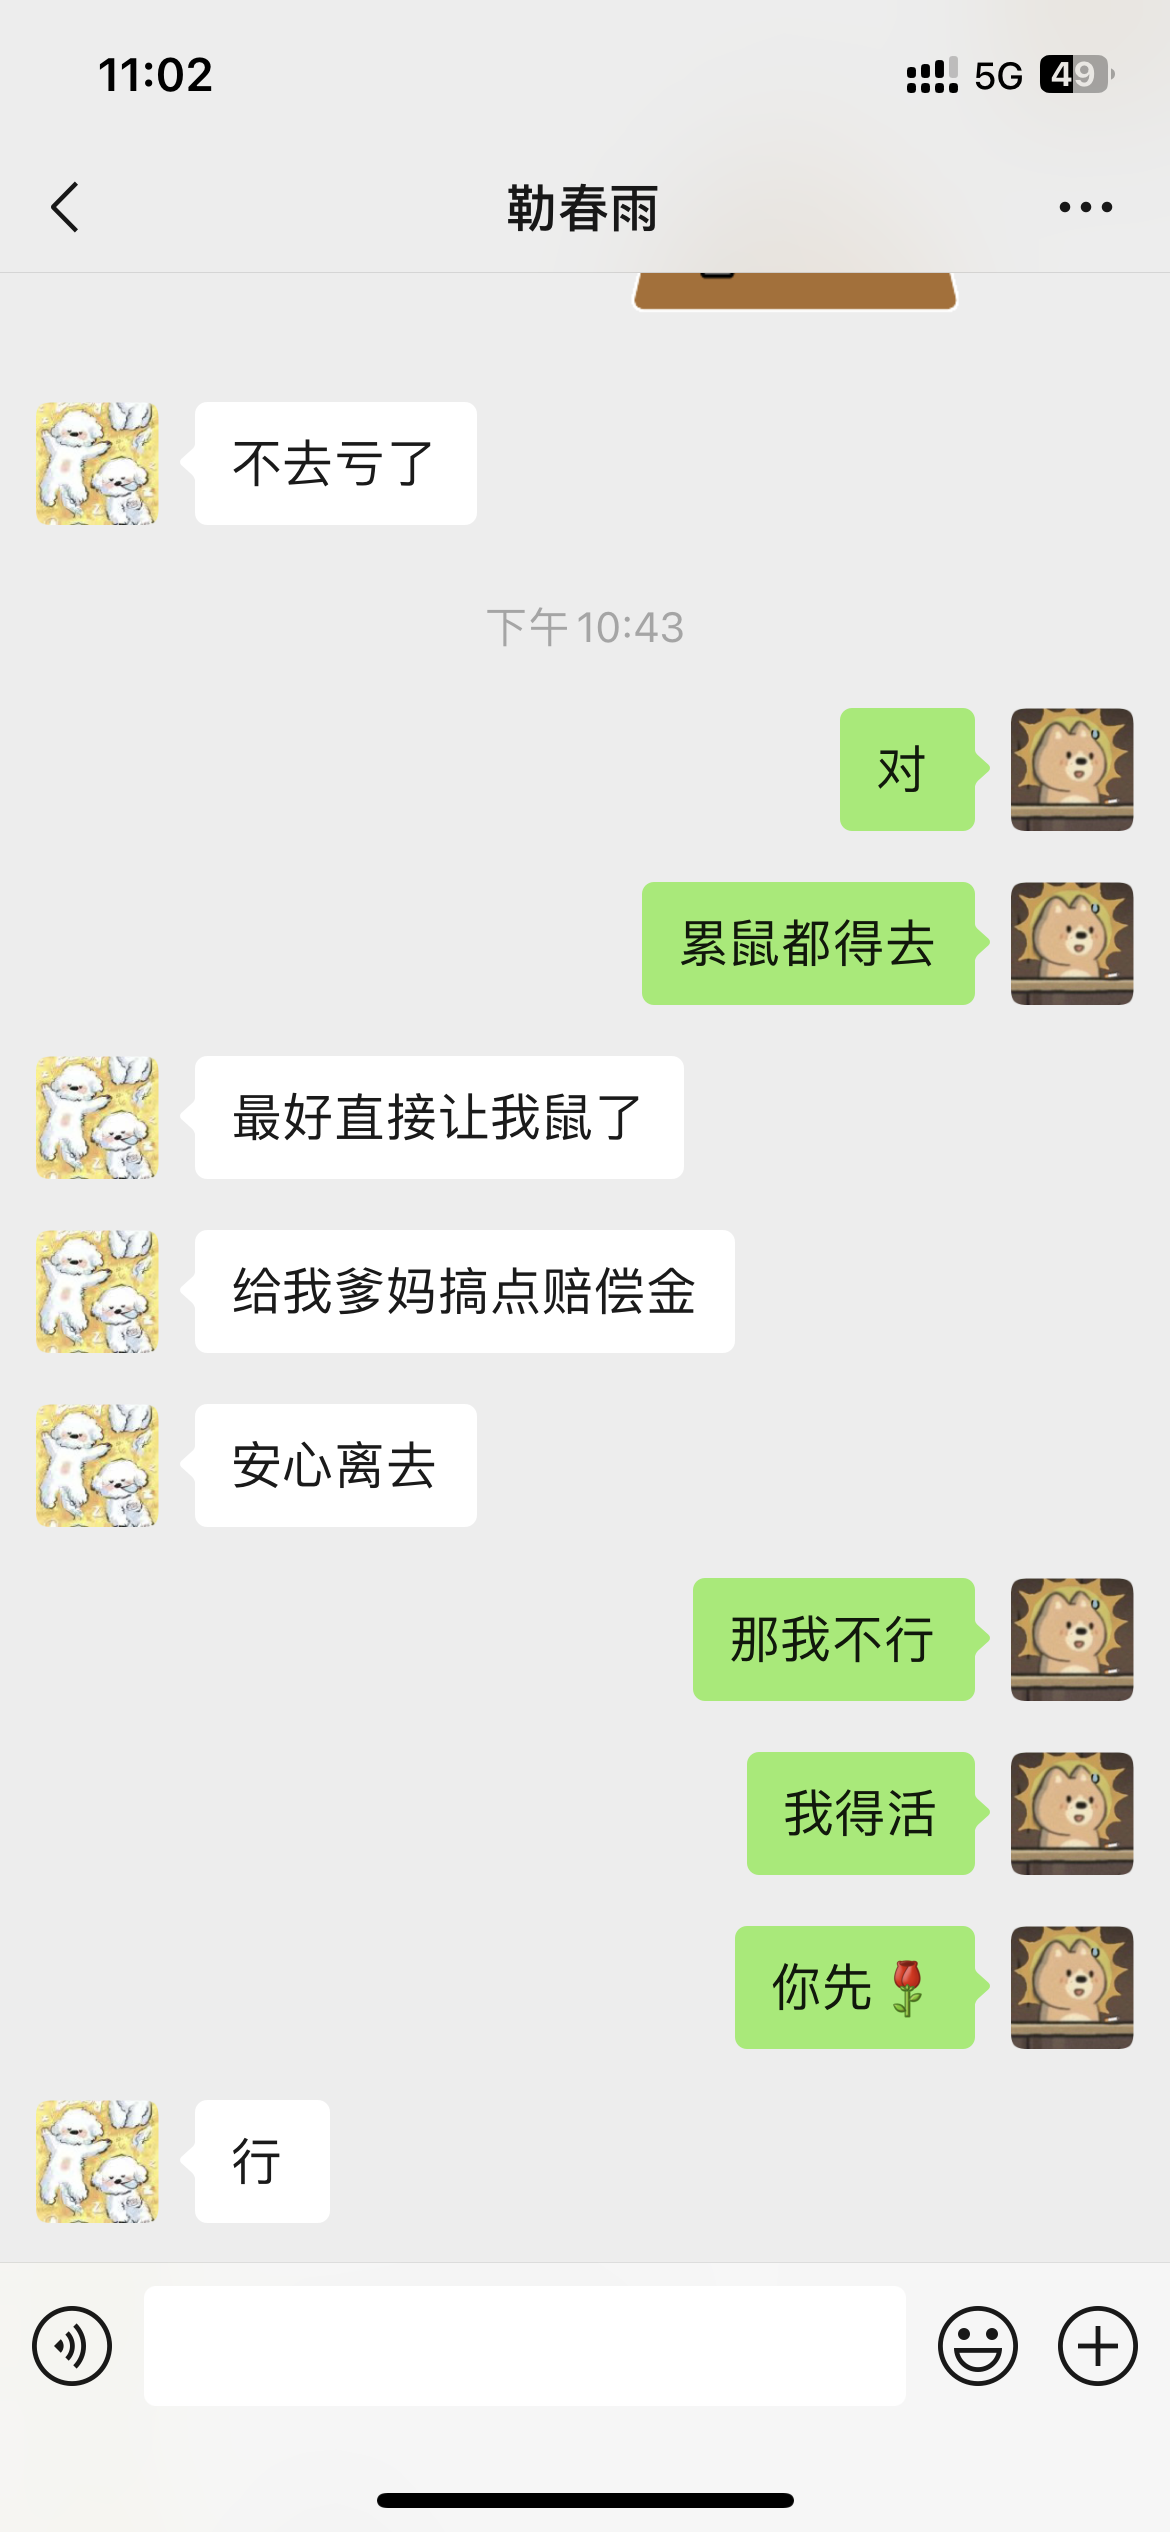 11:02
5G
49
勒春雨
不去亏了
下午10:43
对
累鼠都得去
最好直接让我鼠了
给我爹妈搞点赔偿金
安心离去
那我不行
我得活
你先🌹
行